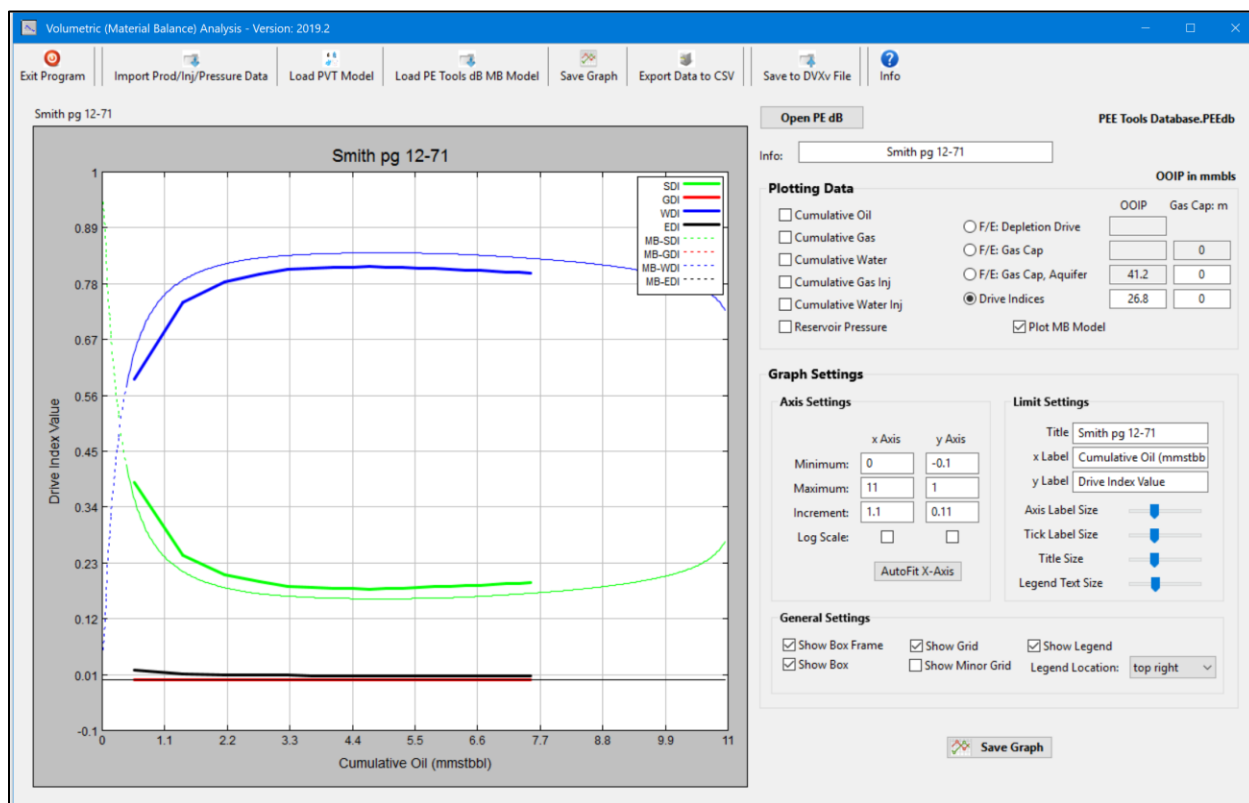 Volumetric (Material Balance) Analysis - Version: 2019.2
Exit Program
Import Prod/Inj/Pressure Data
Load PVT Model
Load PE Tools dB MB Model
Save Graph
Export Data to CSV
Save to DVXv File
Info
Smith pg 12-71
Smith pg 12-71
1
0.89
0.78
0.67
0.56
0.45
0.34
0.23
0.12
0.01
-0.1
Drive Index Value
SDI
GDI
WDI
EDI
MB-SDI
MB-GDI
MB-WDI
MB-EDI
0 1.1 2.2 3.3 4.4 5.5 6.6 7.7 8.8 9.9 11
Cumulative Oil (mmstbbl)
Open PE dB
PEE Tools Database.PEEdb
Info: Smith pg 12-71
OOIP in mmbls
Plotting Data
OOIP Gas Cap: m
Cumulative Oil
Cumulative Gas
Cumulative Water
Cumulative Gas Inj
Cumulative Water Inj
Reservoir Pressure
F/E: Depletion Drive
F/E: Gas Cap 0
F/E: Gas Cap, Aquifer 41.2 0
Drive Indices 26.8 0
Plot MB Model
Graph Settings
Axis Settings
x Axis y Axis
Minimum: 0 -0.1
Maximum: 11 1
Increment: 1.1 0.11
Log Scale:
AutoFit X-Axis
Limit Settings
Title Smith pg 12-71
x Label Cumulative Oil (mmstbb
y Label Drive Index Value
Axis Label Size
Tick Label Size
Title Size
Legend Text Size
General Settings
Show Box Frame Show Grid Show Legend
Show Box Show Minor Grid Legend Location: top right
Save Graph